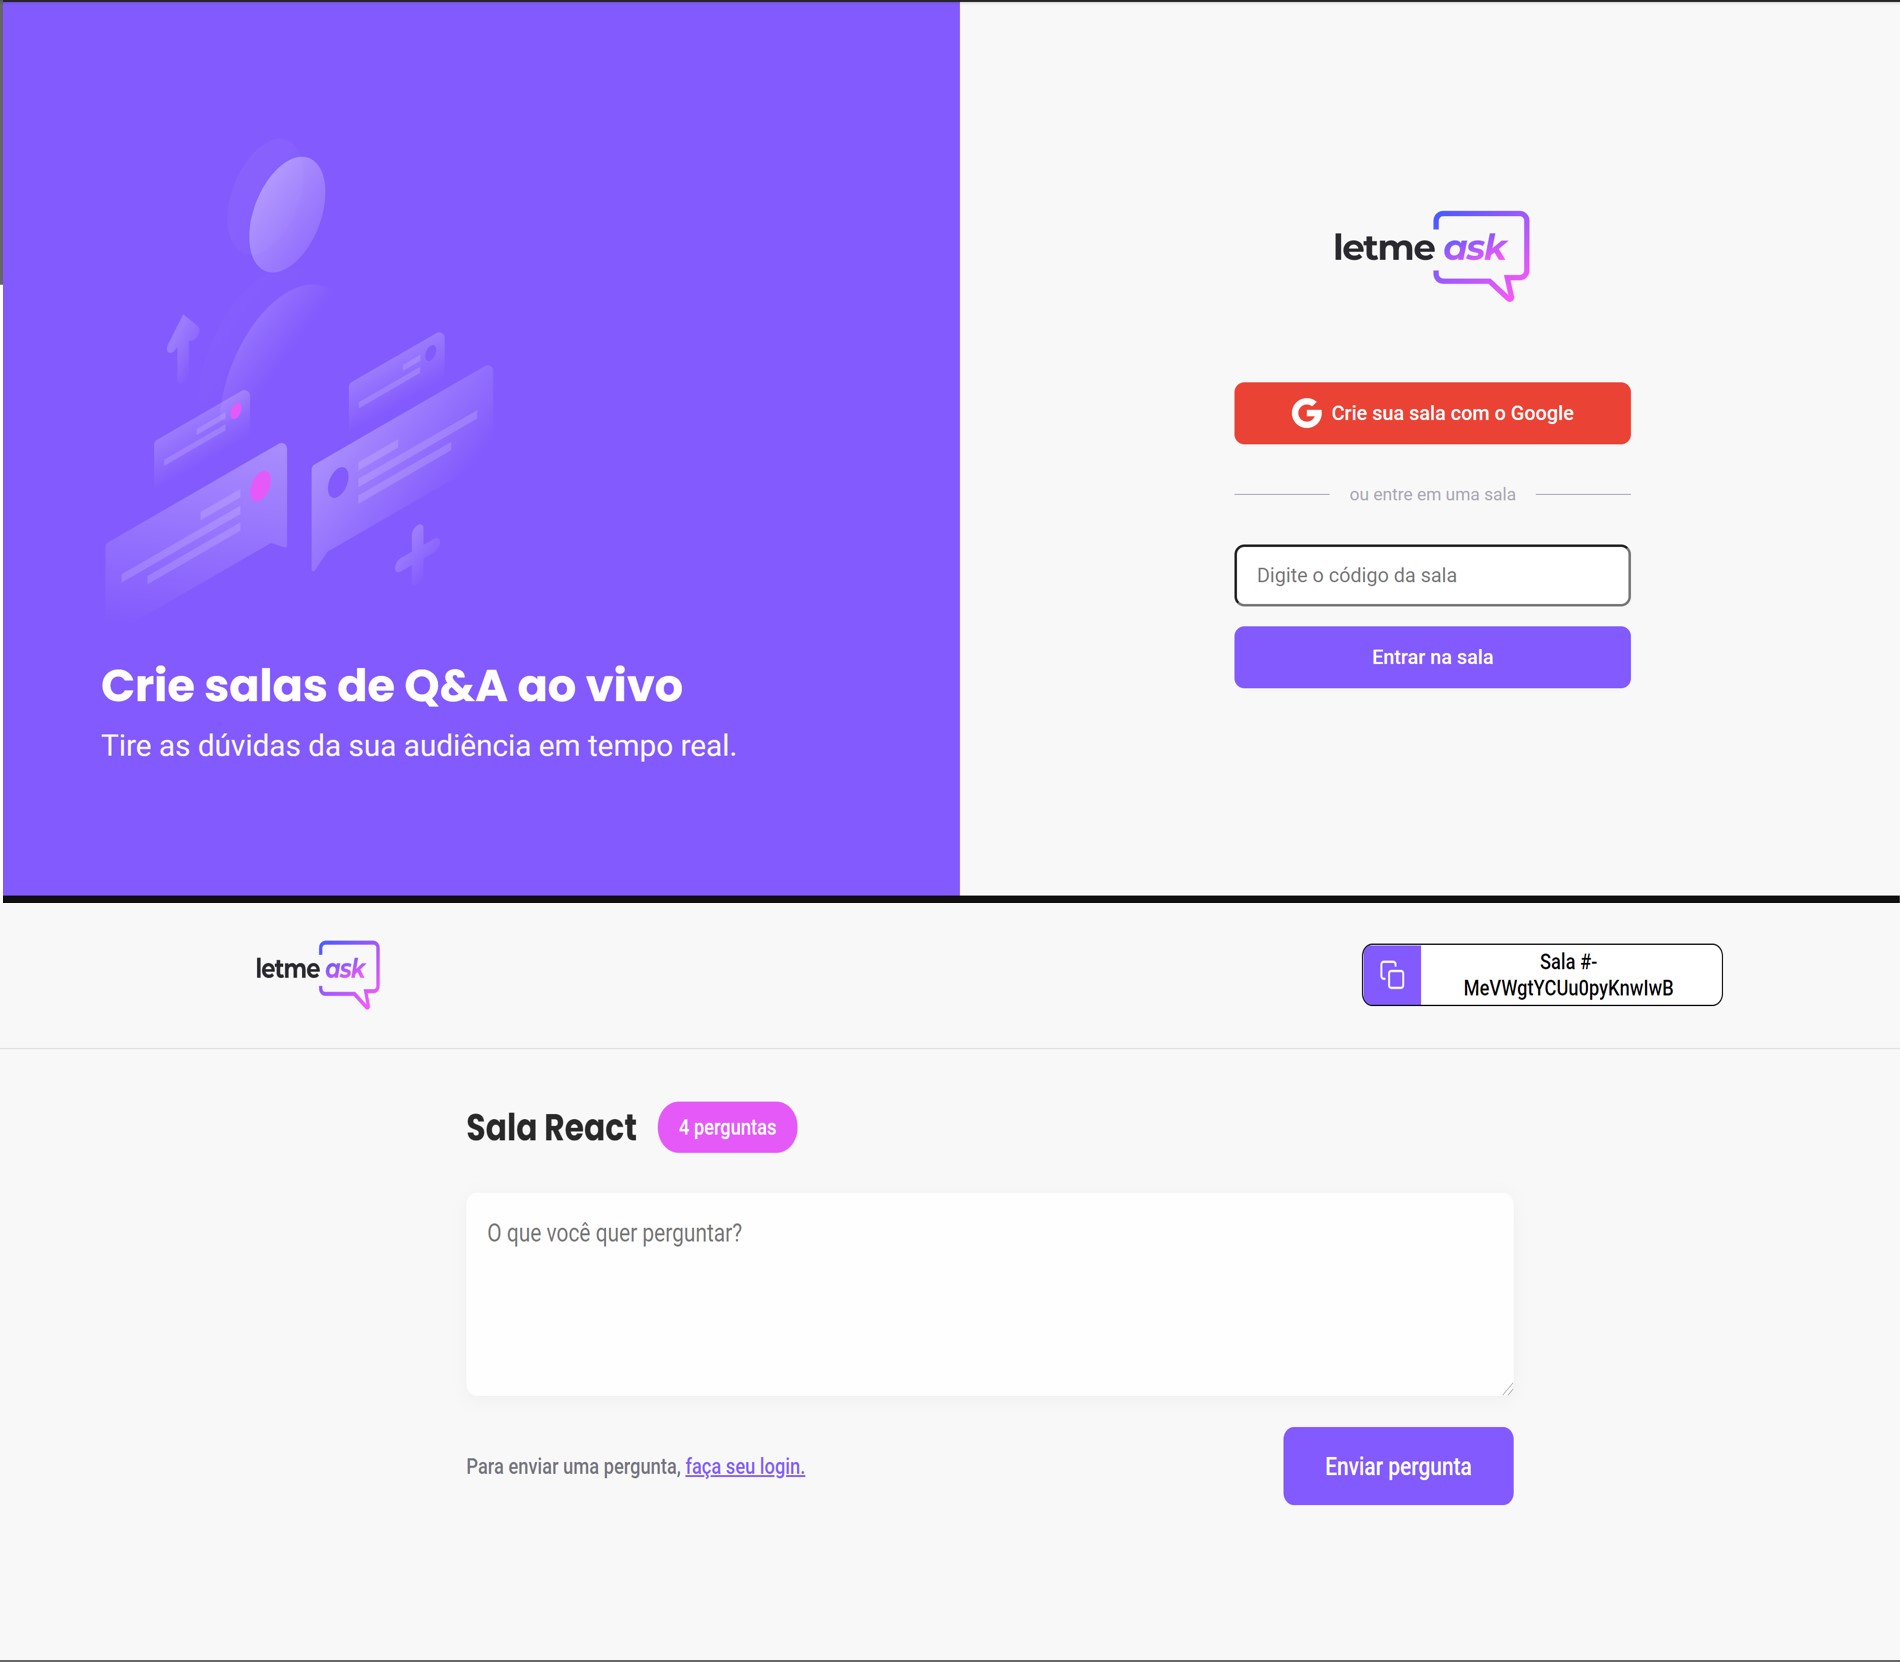 letme ask
Crie sua sala com o Google
ou entre em uma sala
Digite o código da sala
Entrar na sala
Crie salas de Q&A ao vivo
Tire as dúvidas da sua audiência em tempo real.
letme ask
Sala #-
MeVWgtYCUu0pyKnwIwB
Sala React
4 perguntas
O que você quer perguntar?
Para enviar uma pergunta, faça seu login.
Enviar pergunta